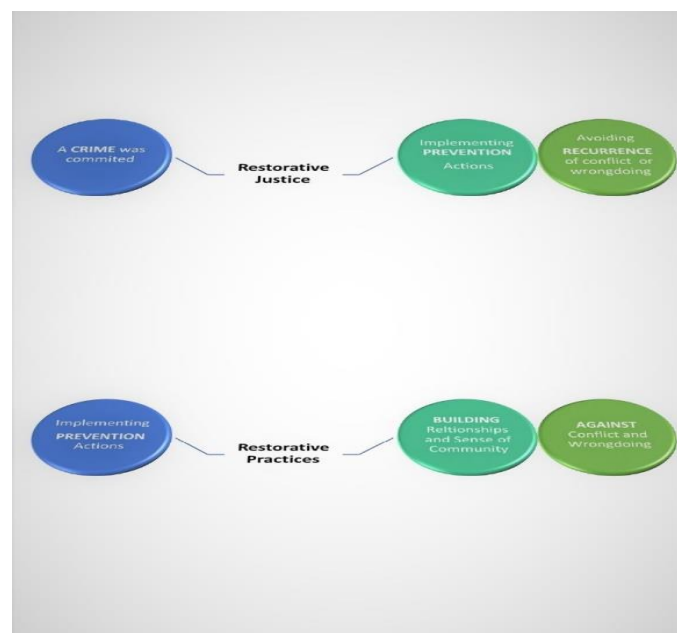 A CRIME was
commited
Restorative
Justice
Implementing
PREVENTION
Actions
Avoiding
RECURRENCE
of conflict or
wrongdoing
Implementing
PREVENTION
Actions
Restorative
Practices
BUILDING
Reltionships
and Sense of
Community
AGAINST
Conflict and
Wrongdoing